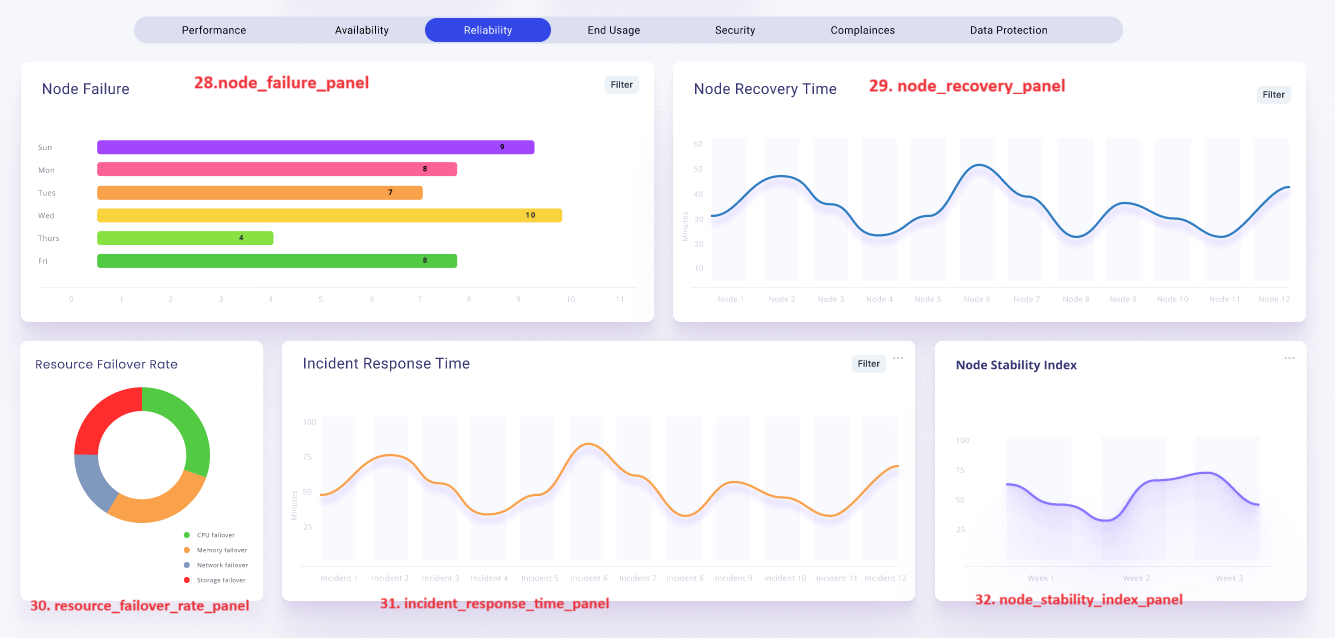 Performance
Availability
Reliability
End Usage
Security
Complainces
Data Protection
Node Failure
28.node_failure_panel
Filter
Sun
9
Mon
8
Tues
7
Wed
10
Thurs
4
Fri
8
0 1 2 3 4 5 6 7 8 9 10 11
Node Recovery Time
29. node_recovery_panel
Filter
60
50
40
30
20
10
Minutes
Node 1 Node 2 Node 3 Node 4 Node 5 Node 6 Node 7 Node 8 Node 9 Node 10 Node 11 Node 12
Resource Failover Rate
CPU failover
Memory failover
Network failover
Storage failover
30. resource_failover_rate_panel
Incident Response Time
Filter
100
75
50
25
Minutes
Incident 1 Incident 2 Incident 3 Incident 4 Incident 5 Incident 6 Incident 7 Incident 8 Incident 9 Incident 10 Incident 11 Incident 12
31. incident_response_time_panel
Node Stability Index
100
75
50
25
Week 1 Week 2 Week 3
32. node_stability_index_panel